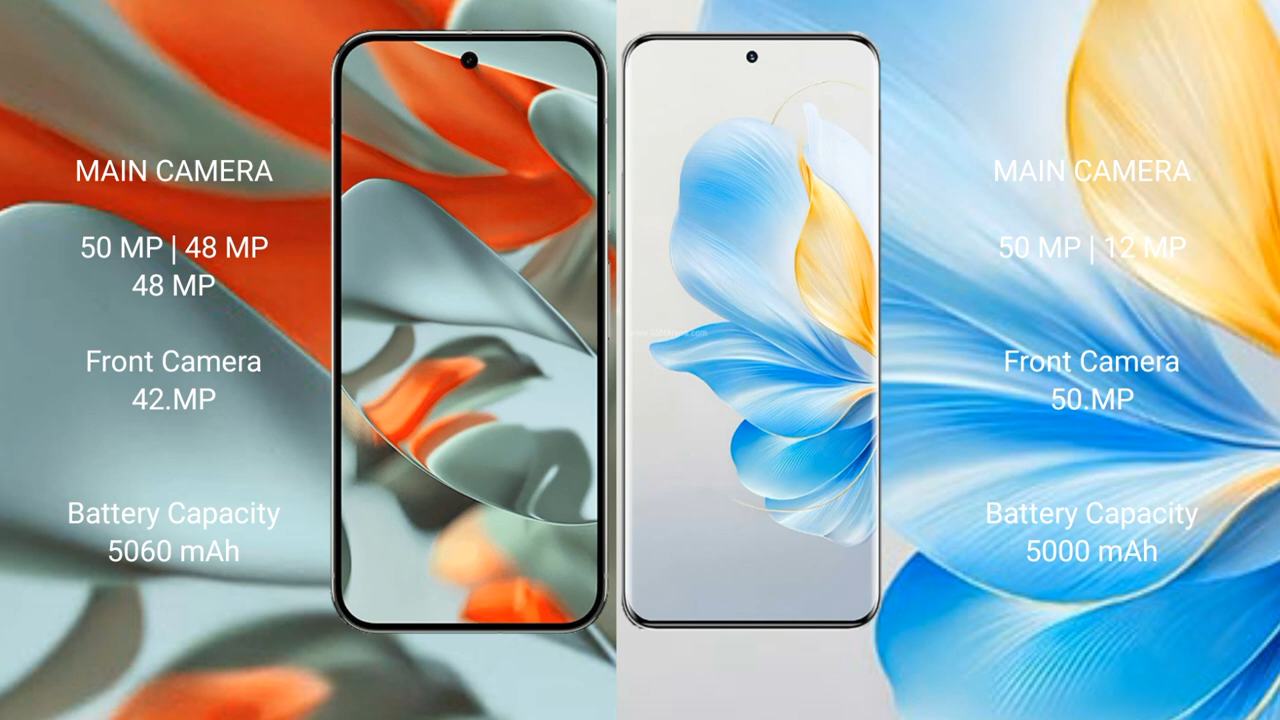 MAIN CAMERA
50 MP | 48 MP
48 MP
Front Camera
42.MP
Battery Capacity
5060 mAh
MAIN CAMERA
50 MP | 12 MP
Front Camera
50.MP
Battery Capacity
5000 mAh